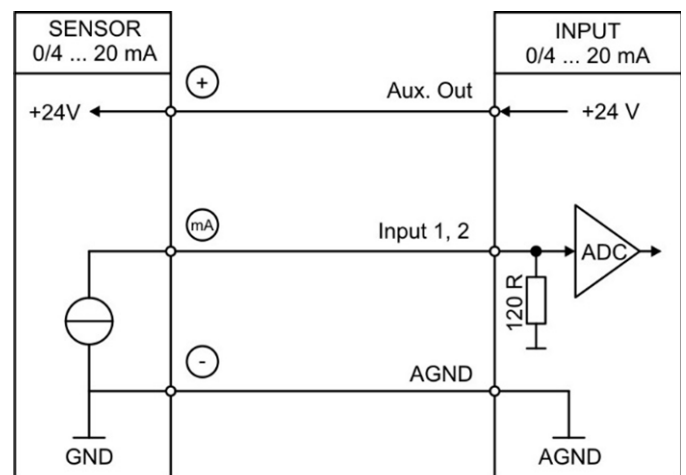 SENSOR
0/4 ... 20 mA
INPUT
0/4 ... 20 mA
+
Aux. Out
+24V
+24 V
mA
Input 1, 2
ADC
120 R
-
AGND
GND
AGND